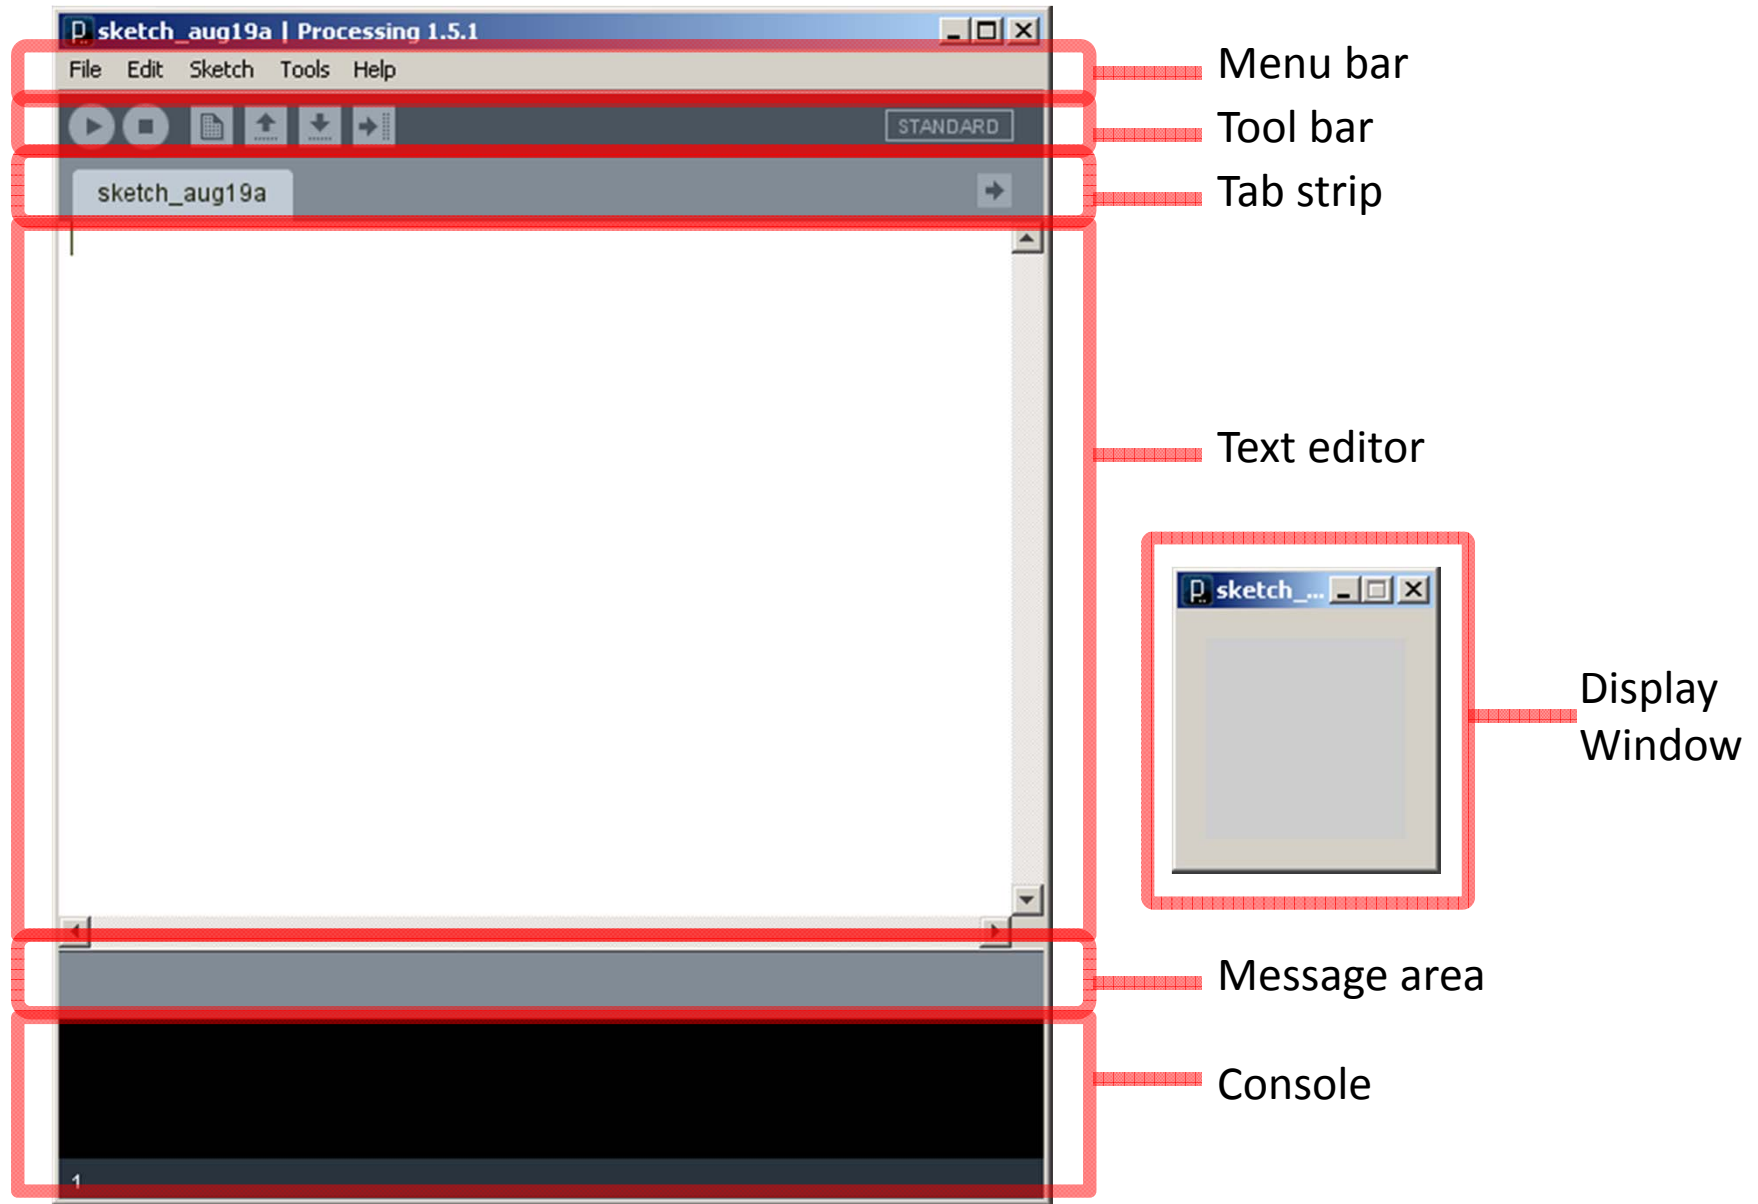 sketch_aug19a | Processing 1.5.1
File Edit Sketch Tools Help
Menu bar
STANDARD
Tool bar
sketch_aug19a
Tab strip
Text editor
sketch_...
Display
Window
Message area
Console
1